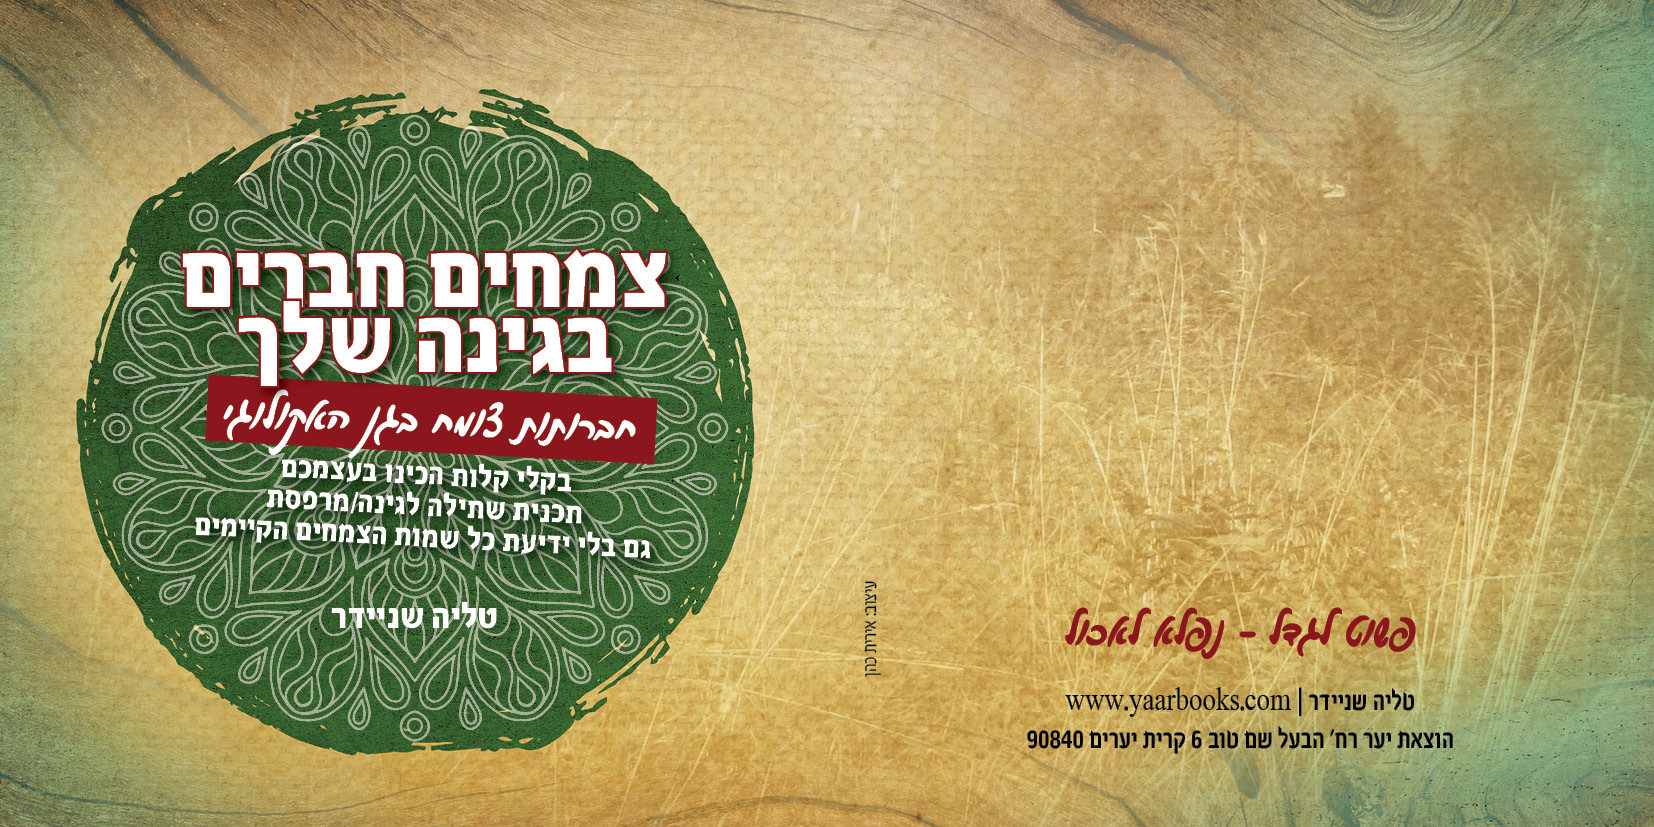 צמחים חברים
בגינה שלך
חברותות צומח בגן האקולוגי
בקלי קלות הכינו בעצמכם
תכנית שתילה לגינה/מרפסת
גם בלי ידיעת כל שמות הצמחים הקיימים
טליה שניידר
עיצוב: אירית כהן
פשוט לגדל - נפלא לאכול
טליה שניידר | www.yaarbooks.com
הוצאת יער רח' הבעל שם טוב 6 קרית יערים 90840